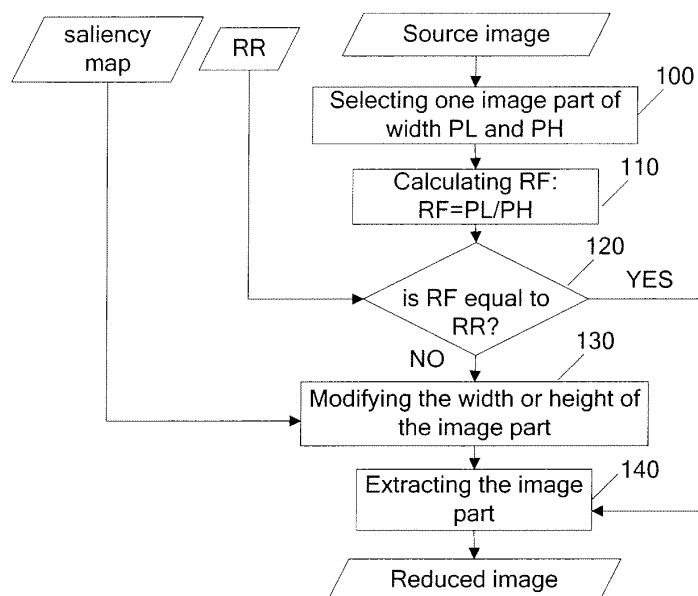 saliency
map
RR
Source image
100
Selecting one image part of
width PL and PH
110
Calculating RF:
RF=PL/PH
120
YES
is RF equal to
RR?
NO
130
Modifying the width or height of
the image part
140
Extracting the image
part
Reduced image